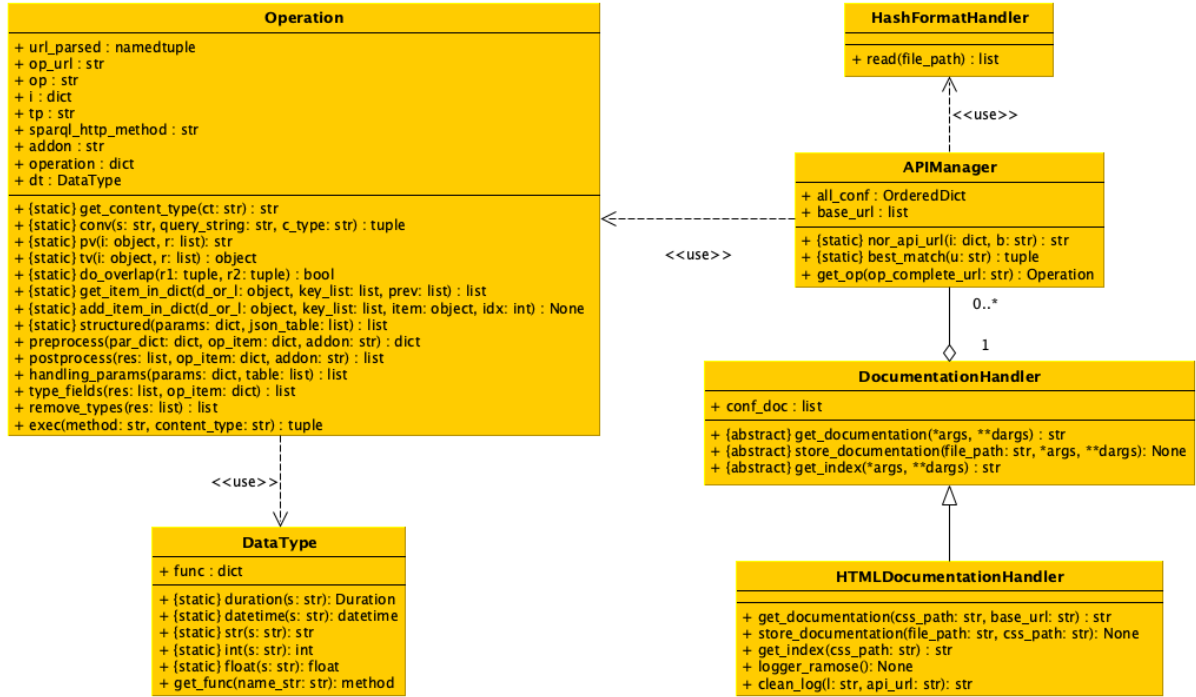 Operation
+ url_parsed : namedtuple
+ op_url : str
+ op : str
+ i : dict
+ tp : str
+ sparql_http_method : str
+ addon : str
+ operation : dict
+ dt : DataType
+ {static} get_content_type(ct: str) : str
+ {static} conv(s: str, query_string: str, c_type: str) : tuple
+ {static} pv(i: object, r: list): str
+ {static} tv(i: object, r: list) : object
+ {static} do_overlap(r1: tuple, r2: tuple) : bool
+ {static} get_item_in_dict(d_or_l: object, key_list: list, prev: list) : list
+ {static} add_item_in_dict(d_or_l: object, key_list: list, item: object, idx: int) : None
+ {static} structured(params: dict, json_table: list) : list
+ preprocess(par_dict: dict, op_item: dict, addon: str) : dict
+ postprocess(res: list, op_item: dict, addon: str) : list
+ handling_params(params: dict, table: list) : list
+ type_fields(res: list, op_item: dict) : list
+ remove_types(res: list) : list
+ exec(method: str, content_type: str) : tuple
<<use>>
DataType
+ func : dict
+ {static} duration(s: str): Duration
+ {static} datetime(s: str): datetime
+ {static} str(s: str): str
+ {static} int(s: str): int
+ {static} float(s: str): float
+ get_func(name_str: str): method
HashFormatHandler
+ read(file_path) : list
<<use>>
APIManager
+ all_conf : OrderedDict
+ base_url : list
+ {static} nor_api_url(i: dict, b: str) : str
+ {static} best_match(u: str) : tuple
+ get_op(op_complete_url: str) : Operation
<<use>>
0..*
1
DocumentationHandler
+ conf_doc : list
+ {abstract} get_documentation(*args, **dargs) : str
+ {abstract} store_documentation(file_path: str, *args, **dargs): None
+ {abstract} get_index(*args, **dargs) : str
HTMLDocumentationHandler
+ get_documentation(css_path: str, base_url: str) : str
+ store_documentation(file_path: str, css_path: str): None
+ get_index(css_path: str) : str
+ logger_ramose(): None
+ clean_log(l: str, api_url: str): str